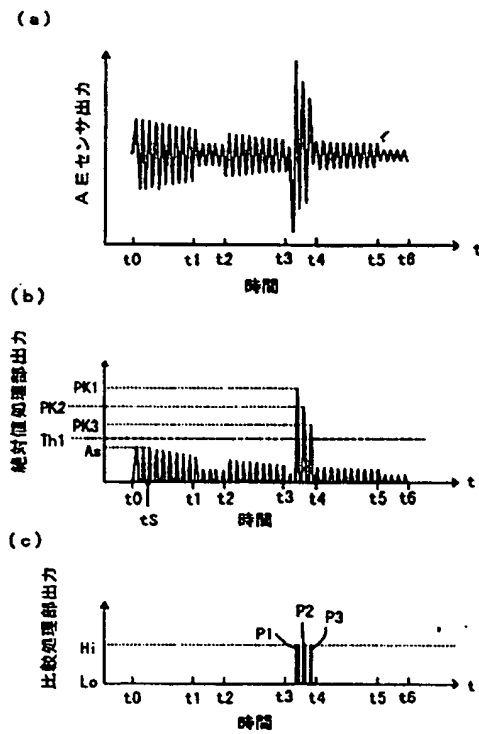 (a)
AEセンサ出力
t0 t1 t2 t3 t4 t5 t6 t
時間
(b)
絶対値処理部出力
PK1
PK2
PK3
Th1
As
t0 t1 t2 t3 t4 t5 t6 t
tS
時間
(c)
比較処理部出力
P1 P2 P3
Hi
Lo
t0 t1 t2 t3 t4 t5 t6 t
時間